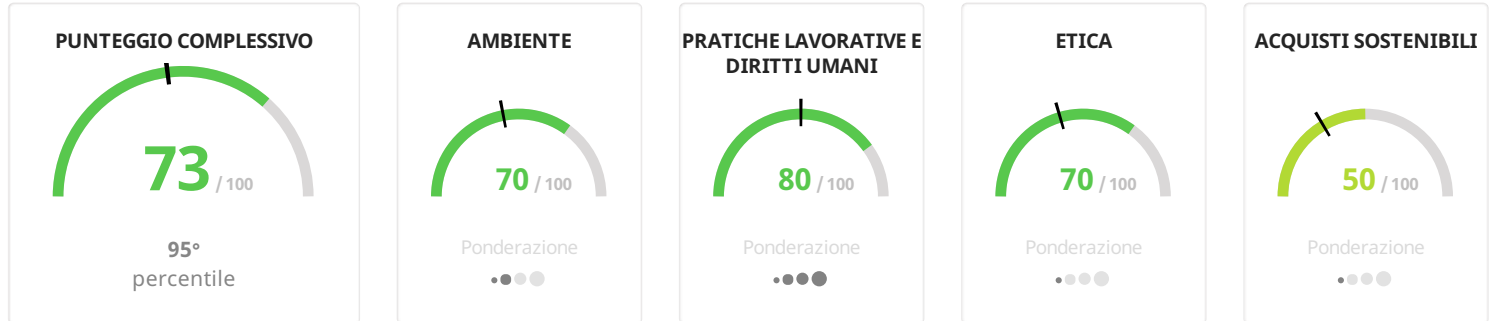 PUNTEGGIO COMPLESSIVO
73 / 100
95°
percentile
AMBIENTE
70 / 100
Ponderazione
PRATICHE LAVORATIVE E
DIRITTI UMANI
80 / 100
Ponderazione
ETICA
70 / 100
Ponderazione
ACQUISTI SOSTENIBILI
50 / 100
Ponderazione